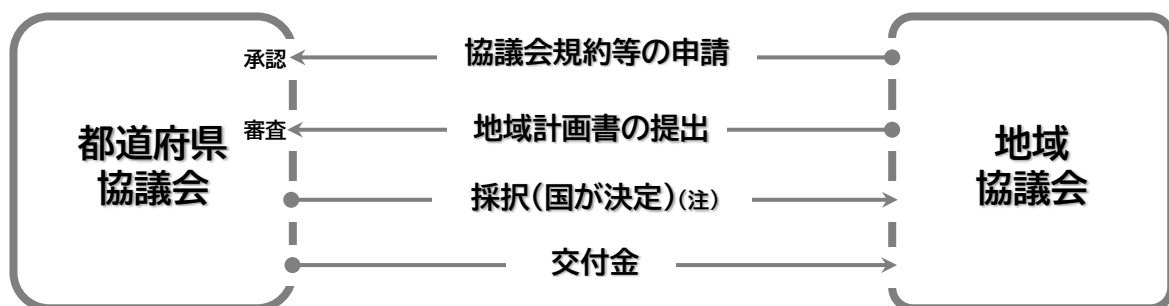 都道府県
協議会
承認
協議会規約等の申請
審査
地域計画書の提出
採択(国が決定)(注)
交付金
地域
協議会